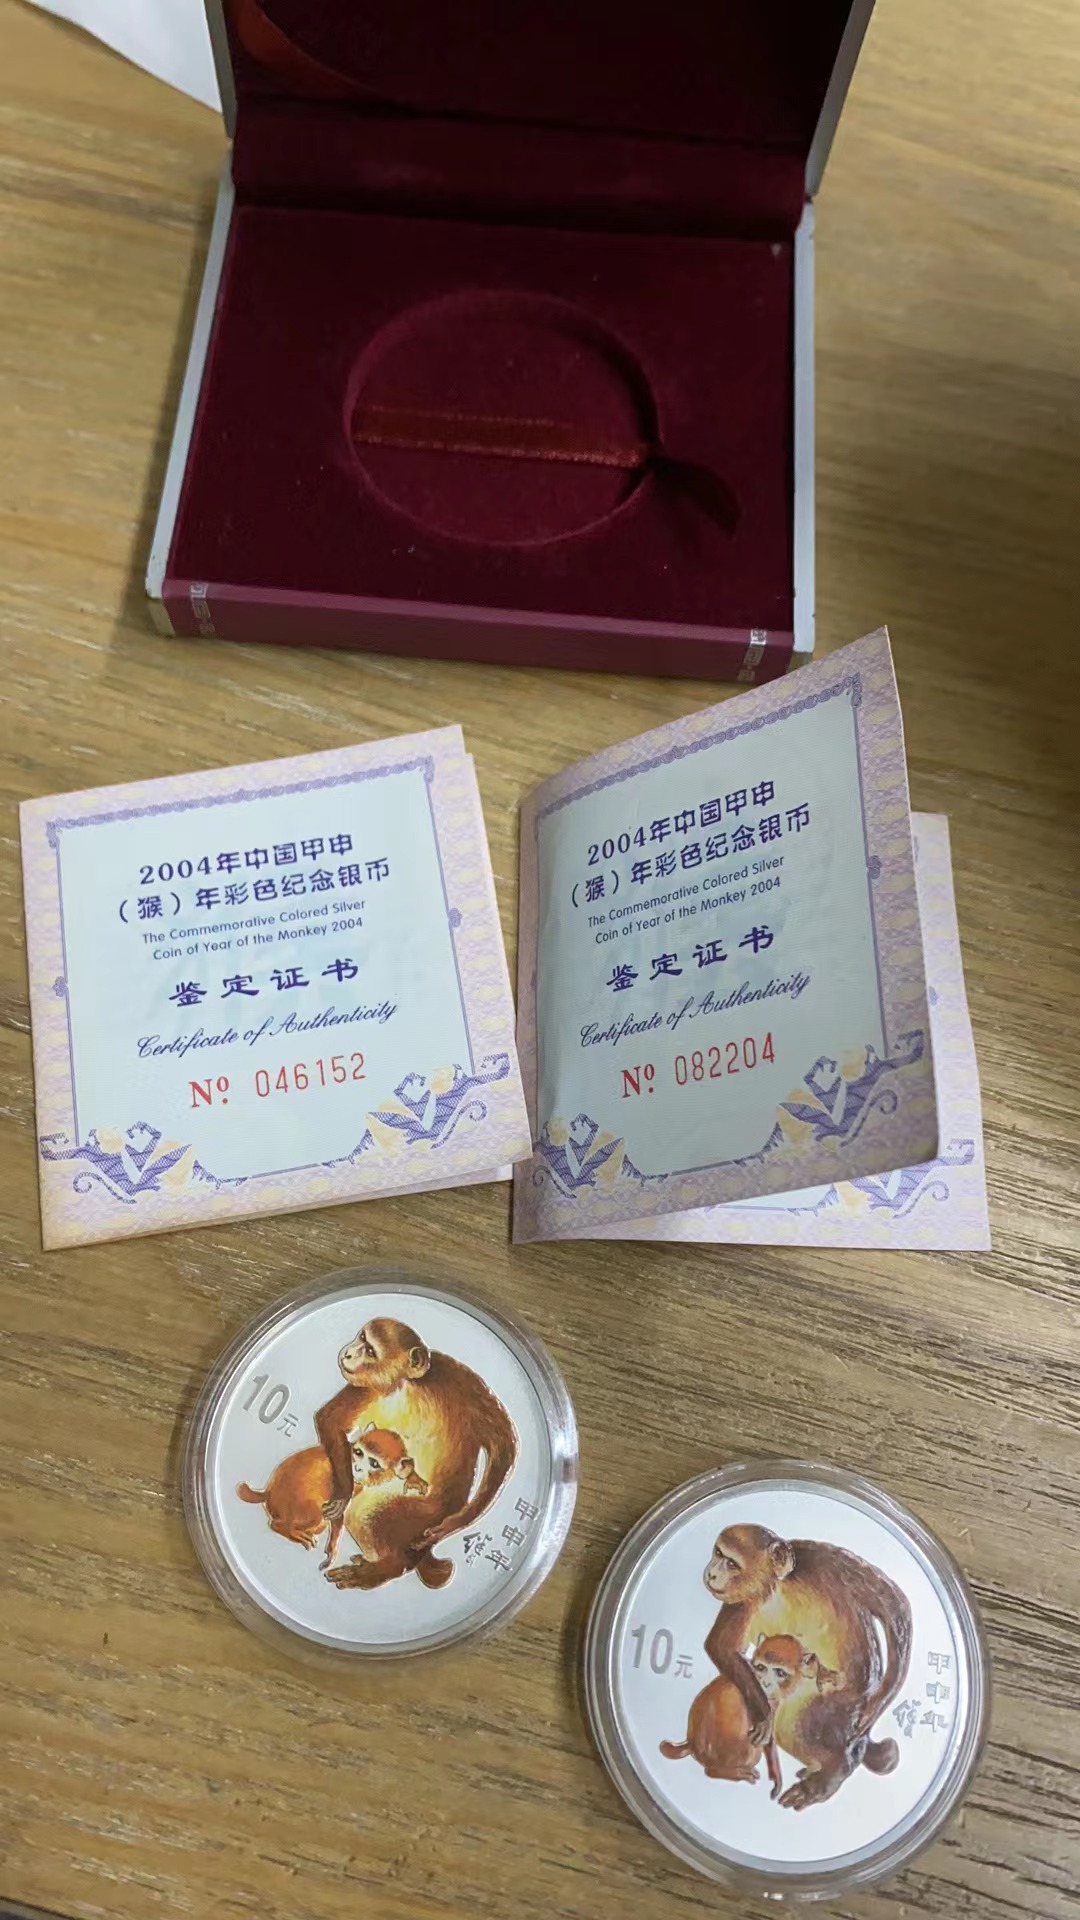 2004年中国甲申
（猴）年彩色纪念银币
The Commemorative Colored Silver
Coin of Year of the Monkey 2004
鉴定证书
Certificate of Authenticity
Nº 046152
2004年中国甲申
（猴）年彩色纪念银币
The Commemorative Colored Silver
Coin of Year of the Monkey 2004
鉴定证书
Certificate of Authenticity
Nº 082204
10元
甲申年
10元
甲申年